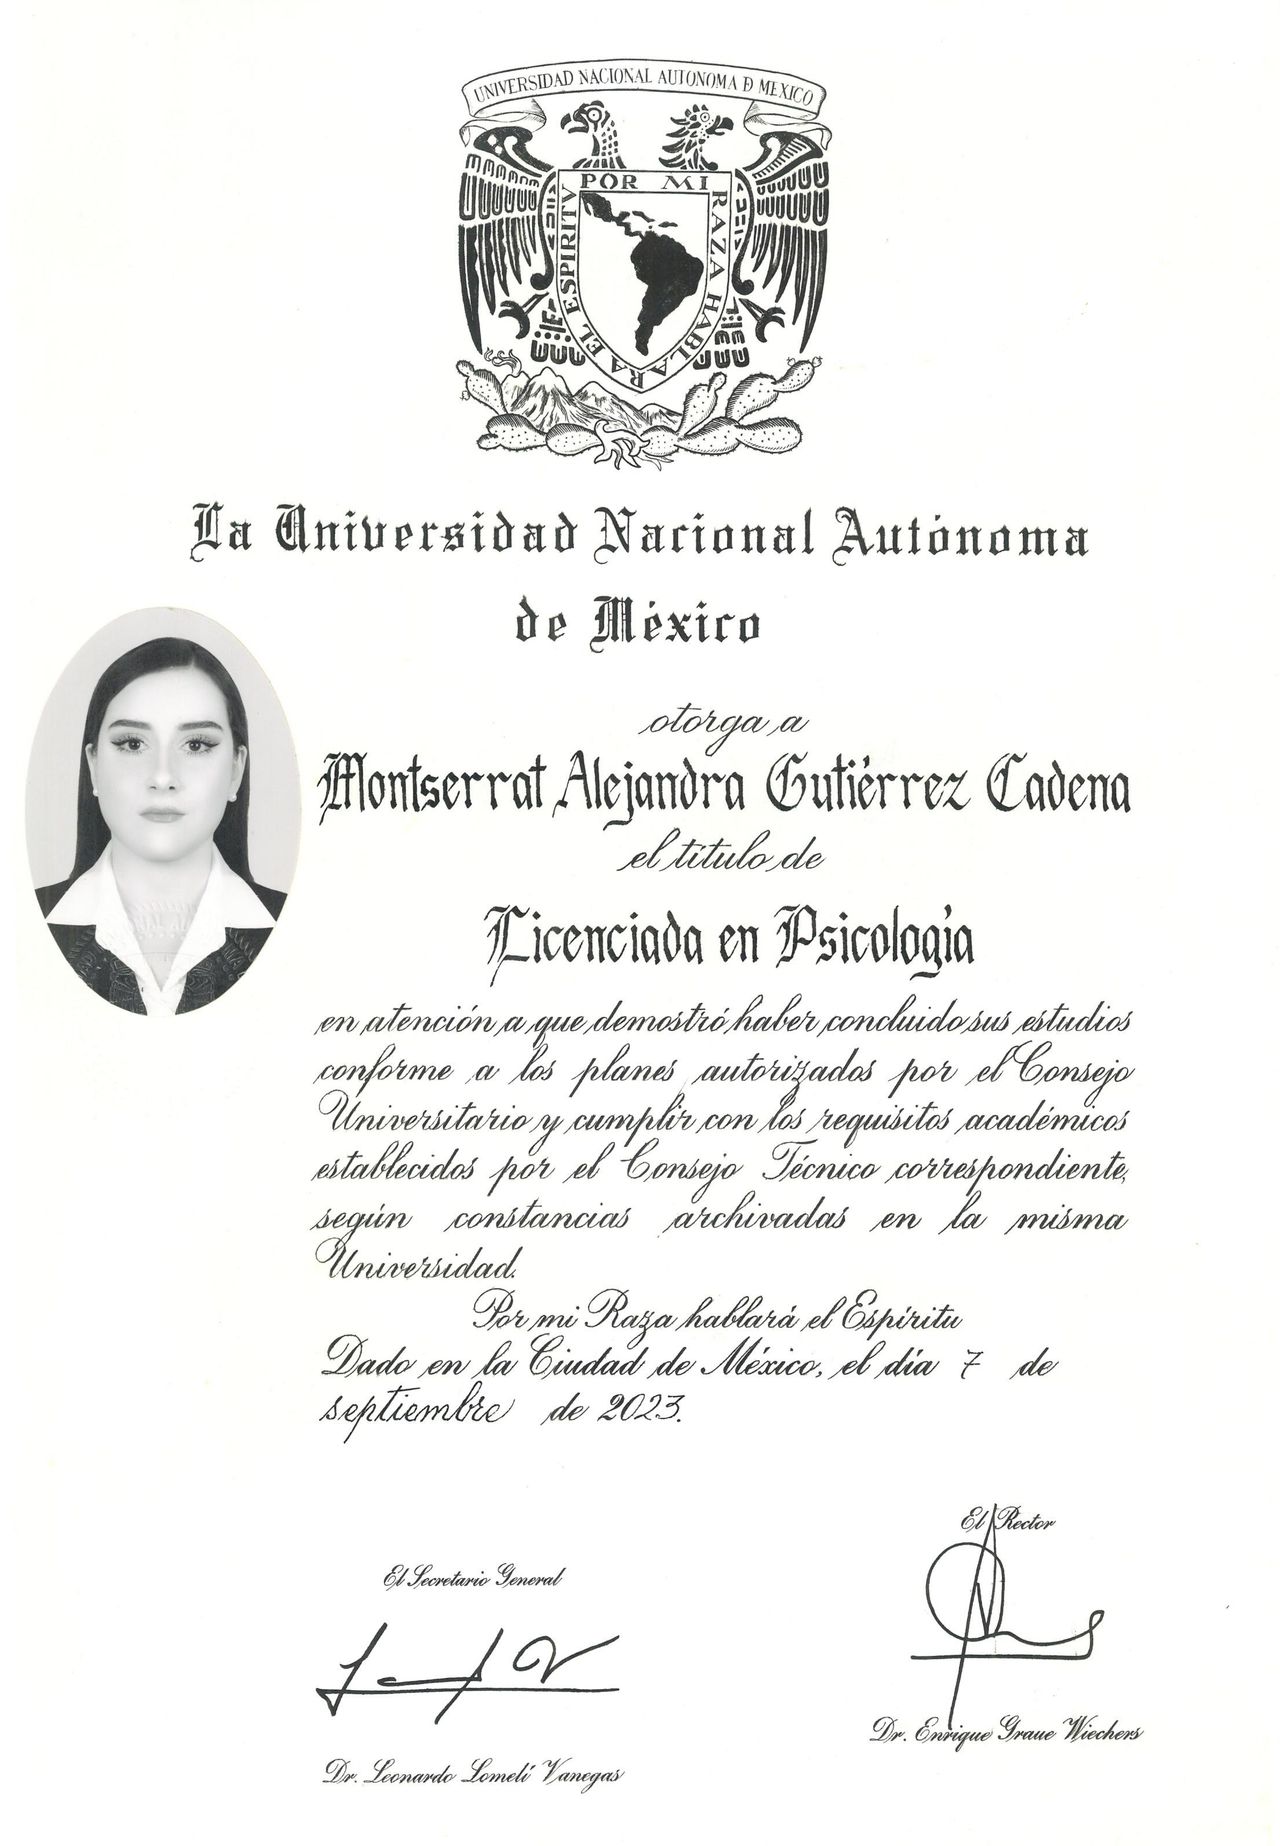 UNIVERSIDAD NACIONAL AUTONOMA D MEXICO
POR MI RAZA HABLARA EL ESPIRITV
La Universidad Nacional Autónoma
de México
otorga a
Montserrat Alejandra Gutiérrez Cadena
el título de
Licenciada en Psicología
en atención a que demostró haber concluido sus estudios
conforme a los planes autorizados por el Consejo
Universitario y cumplir con los requisitos académicos
establecidos por el Consejo Técnico correspondiente,
según constancias archivadas en la misma
Universidad.
Por mi Raza hablará el Espíritu
Dado en la Ciudad de México, el día 7 de
septiembre de 2023.
El Rector
El Secretario General
Dr. Enrique Graue Wiechers
Dr. Leonardo Lomelí Vanegas